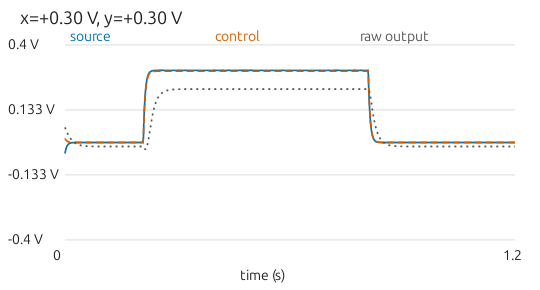 x=+0.30 V, y=+0.30 V
source control raw output
0.4 V
0.133 V
-0.133 V
-0.4 V
0 1.2
time (s)